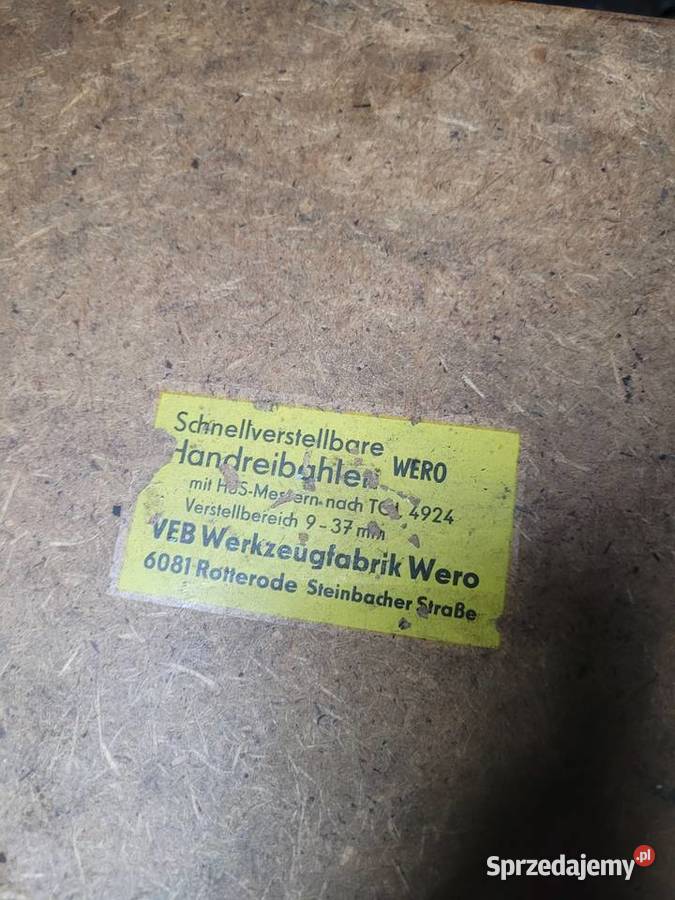 Schnellverstellbare
Handreibahlen WERO
mit HSS-Messern nach TGL 4924
Verstellbereich 9-37 mm
VEB Werkzeugfabrik Wero
6081 Rotterode Steinbacher Straße
Sprzedajemy.pl